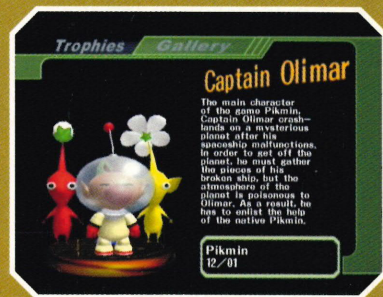 Trophies Gallery
Captain Olimar
The main character
of the game Pikmin,
Captain Olimar crash-
lands on a mysterious
planet after his
spaceship malfunctions.
In order to get off the
planet, he must gather
the pieces of his
broken ship, but the
atmosphere of the
planet is poisonous to
Olimar. As a result, he
has to enlist the help
of the native Pikmin.
Pikmin
12/01